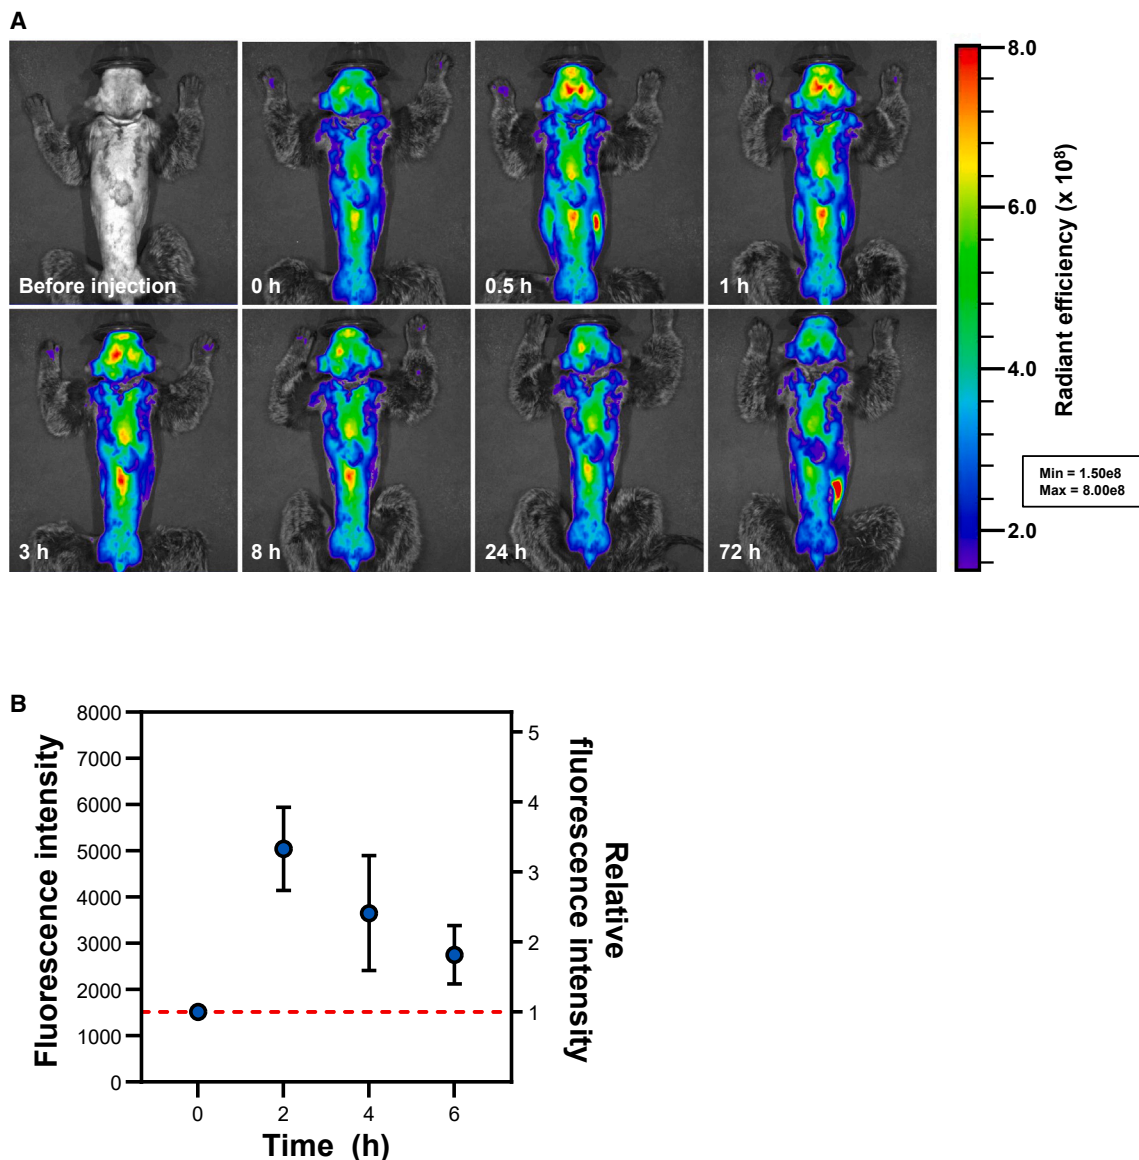 A
Before injection
0 h
0.5 h
1 h
3 h
8 h
24 h
72 h
8.0
6.0
4.0
2.0
Radiant efficiency (x 10⁸)
Min = 1.50e8
Max = 8.00e8
B
8000
7000
6000
5000
4000
3000
2000
1000
0
Fluorescence intensity
5
4
3
2
1
Relative
fluorescence intensity
0
2
4
6
Time (h)